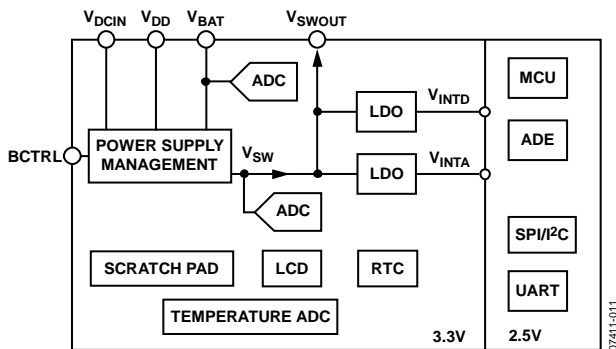 VDCIN VDD VBAT VSWOUT
ADC
MCU
LDO
VINTD
ADE
BCTRL
POWER SUPPLY
MANAGEMENT
VSW
LDO
VINTA
ADC
SPI/I2C
SCRATCH PAD
LCD
RTC
UART
TEMPERATURE ADC
3.3V
2.5V
07411-011